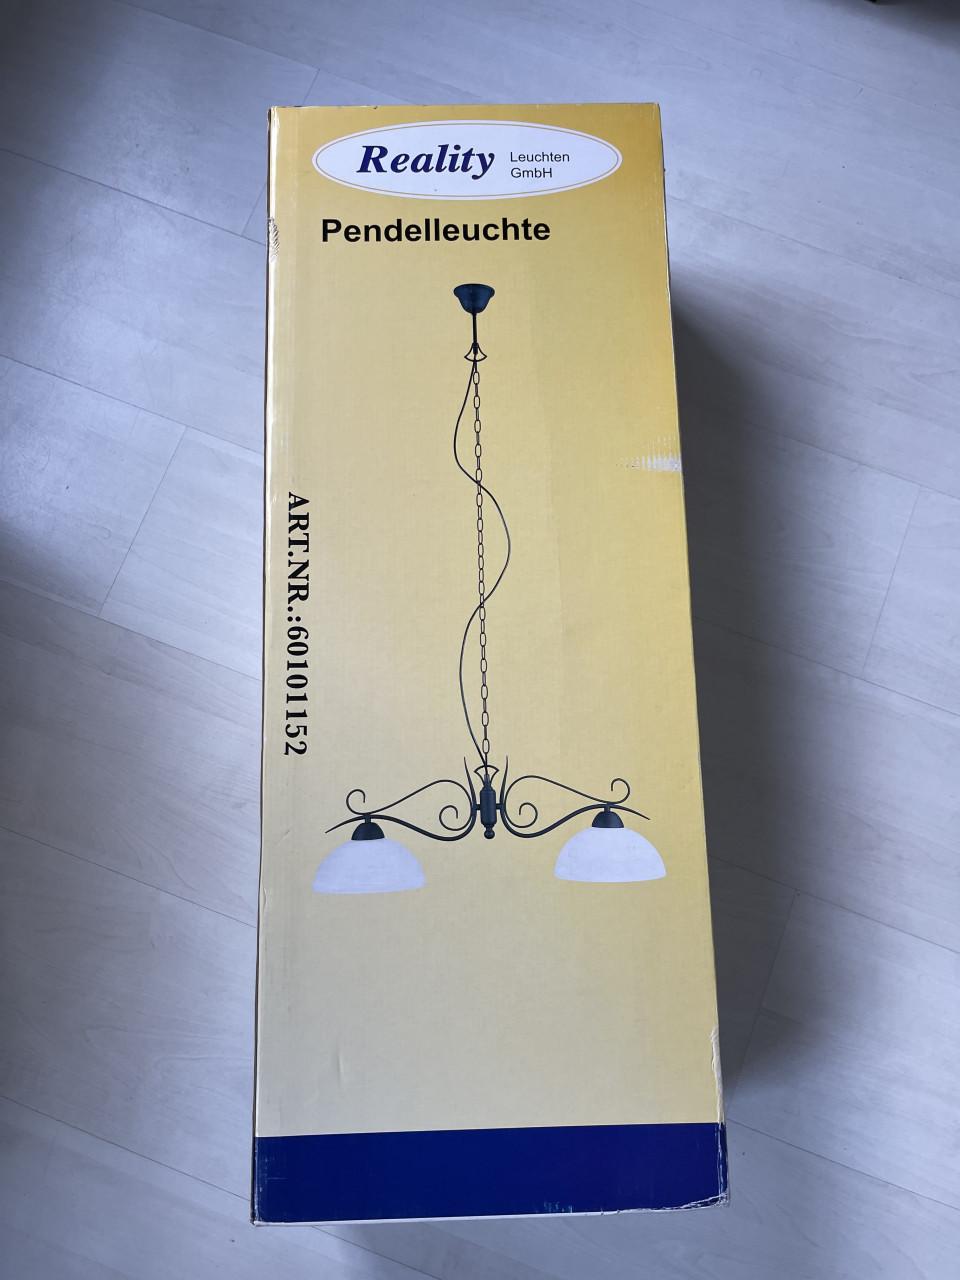 Reality
Leuchten
GmbH
Pendelleuchte
ART.NR.:60101152